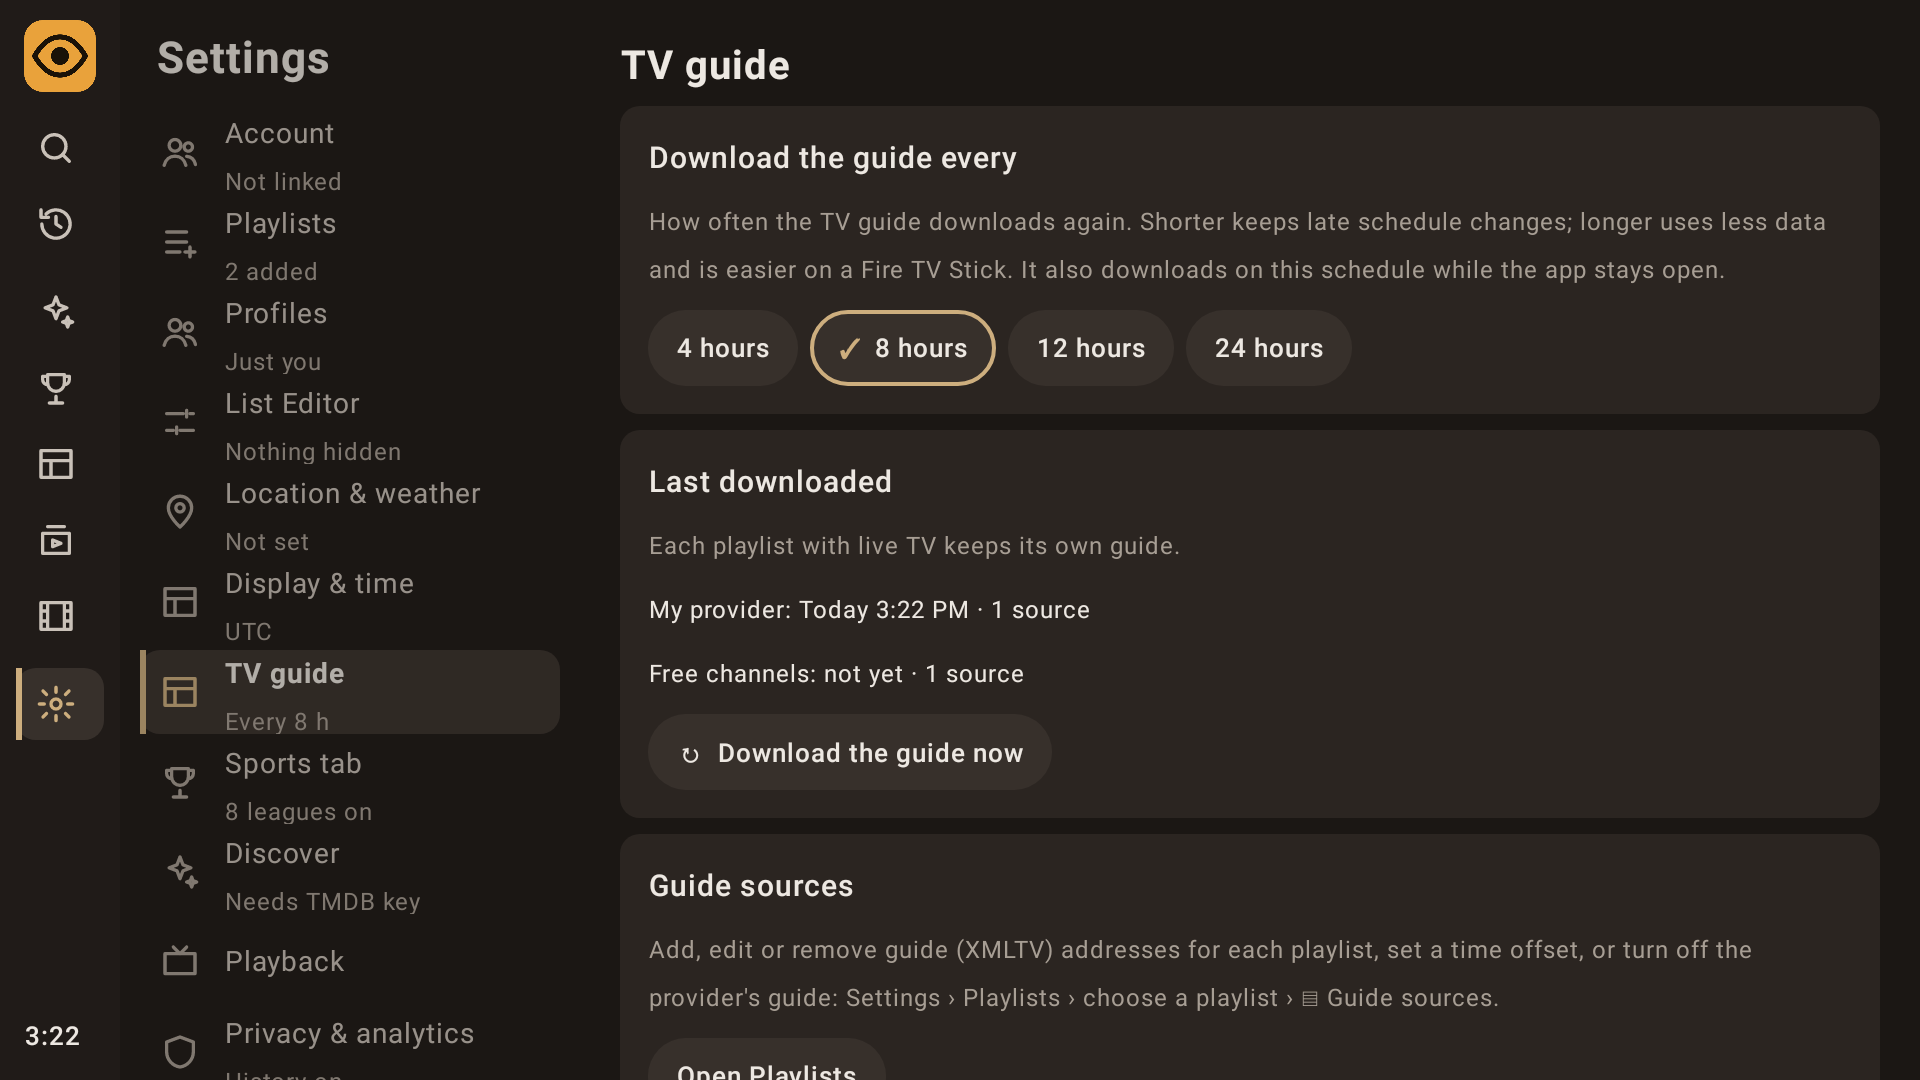 Settings
Account
Not linked
Playlists
2 added
Profiles
Just you
List Editor
Nothing hidden
Location & weather
Not set
Display & time
UTC
TV guide
Every 8 h
Sports tab
8 leagues on
Discover
Needs TMDB key
Playback
Privacy & analytics
History on
3:22
TV guide
Download the guide every
How often the TV guide downloads again. Shorter keeps late schedule changes; longer uses less data
and is easier on a Fire TV Stick. It also downloads on this schedule while the app stays open.
4 hours
✓ 8 hours
12 hours
24 hours
Last downloaded
Each playlist with live TV keeps its own guide.
My provider: Today 3:22 PM · 1 source
Free channels: not yet · 1 source
↻ Download the guide now
Guide sources
Add, edit or remove guide (XMLTV) addresses for each playlist, set a time offset, or turn off the
provider's guide: Settings › Playlists › choose a playlist › ▤ Guide sources.
Open Playlists